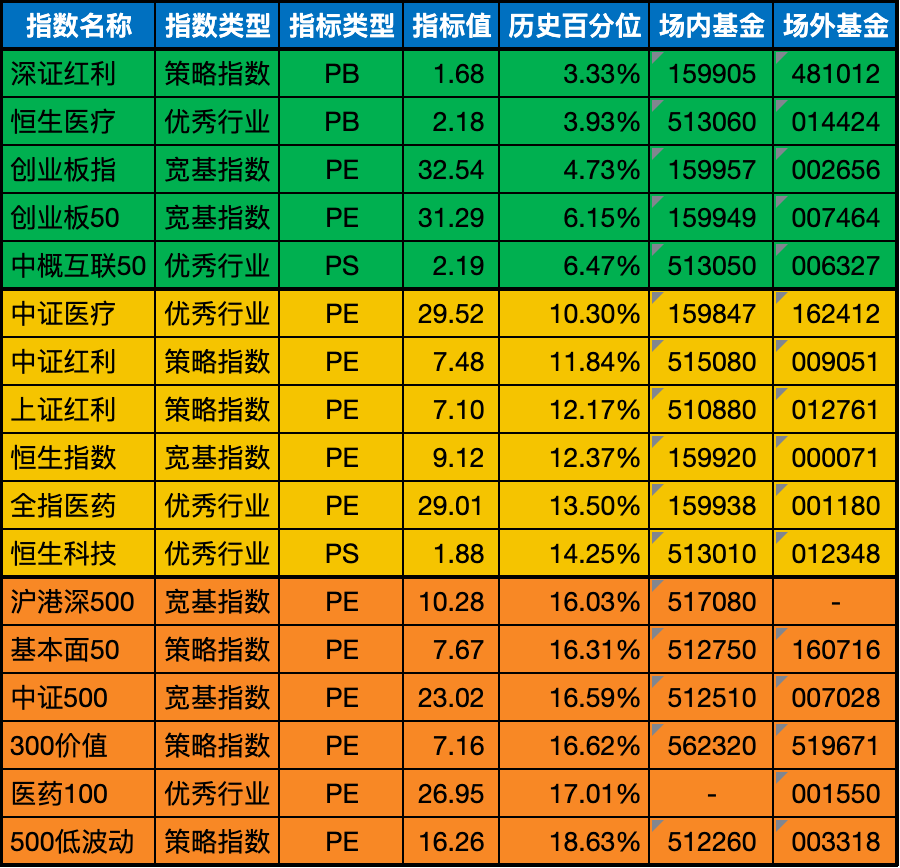 指数名称 指数类型 指标类型 指标值 历史百分位 场内基金 场外基金
深证红利 策略指数 PB 1.68 3.33% 159905 481012
恒生医疗 优秀行业 PB 2.18 3.93% 513060 014424
创业板指 宽基指数 PE 32.54 4.73% 159957 002656
创业板50 宽基指数 PE 31.29 6.15% 159949 007464
中概互联50 优秀行业 PS 2.19 6.47% 513050 006327
中证医疗 优秀行业 PE 29.52 10.30% 159847 162412
中证红利 策略指数 PE 7.48 11.84% 515080 009051
上证红利 策略指数 PE 7.10 12.17% 510880 012761
恒生指数 宽基指数 PE 9.12 12.37% 159920 000071
全指医药 优秀行业 PE 29.01 13.50% 159938 001180
恒生科技 优秀行业 PS 1.88 14.25% 513010 012348
沪港深500 宽基指数 PE 10.28 16.03% 517080 -
基本面50 策略指数 PE 7.67 16.31% 512750 160716
中证500 宽基指数 PE 23.02 16.59% 512510 007028
300价值 策略指数 PE 7.16 16.62% 562320 519671
医药100 优秀行业 PE 26.95 17.01% - 001550
500低波动 策略指数 PE 16.26 18.63% 512260 003318